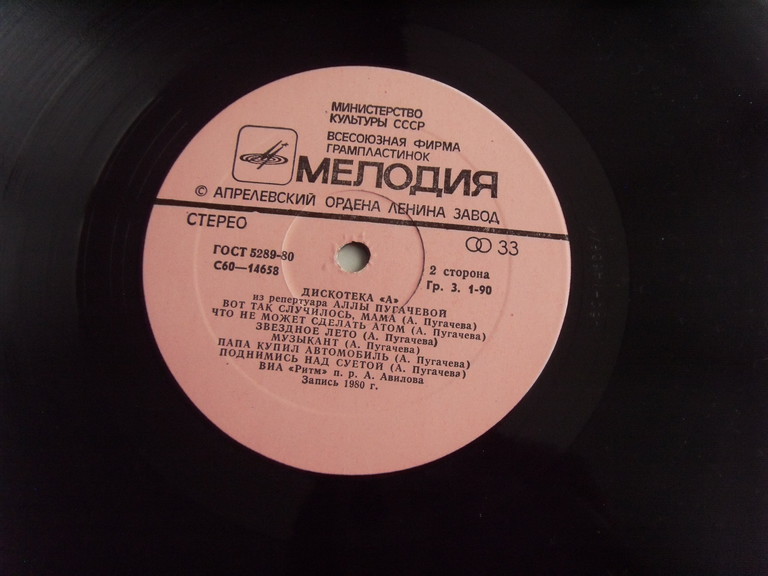 МИНИСТЕРСТВО
КУЛЬТУРЫ СССР
ВСЕСОЮЗНАЯ ФИРМА
ГРАМПЛАСТИНОК
МЕЛОДИЯ
© АПРЕЛЕВСКИЙ ОРДЕНА ЛЕНИНА ЗАВОД
СТЕРЕО
33
ГОСТ 5289-80
С60—14658
2 сторона
Гр. 3. 1-90
ДИСКОТЕКА «А»
из репертуара АЛЛЫ ПУГАЧЕВОЙ
ВОТ ТАК СЛУЧИЛОСЬ, МАМА (А. Пугачева)
ЧТО НЕ МОЖЕТ СДЕЛАТЬ АТОМ (А. Пугачева)
ЗВЕЗДНОЕ ЛЕТО (А. Пугачева)
МУЗЫКАНТ (А. Пугачева)
ПАПА КУПИЛ АВТОМОБИЛЬ (А. Пугачева)
ПОДНИМИСЬ НАД СУЕТОЙ (А. Пугачева)
ВИА «Ритм» п. р. А. Авилова
Запись 1980 г.